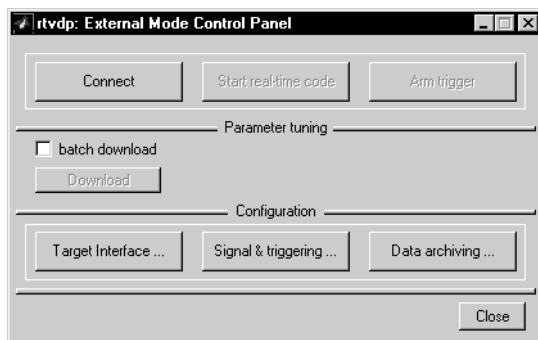 rtvdp: External Mode Control Panel
Connect
Start real-time code
Arm trigger
Parameter tuning
batch download
Download
Configuration
Target Interface ...
Signal & triggering ...
Data archiving ...
Close